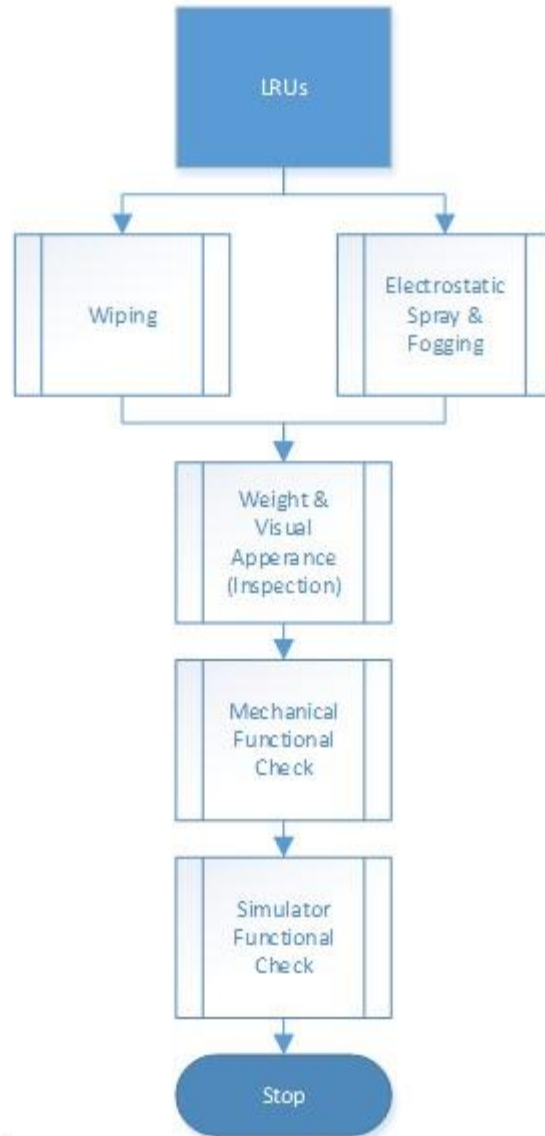 LRUs
Wiping
Electrostatic
Spray &
Fogging
Weight &
Visual
Apperance
(Inspection)
Mechanical
Functional
Check
Simulator
Functional
Check
Stop